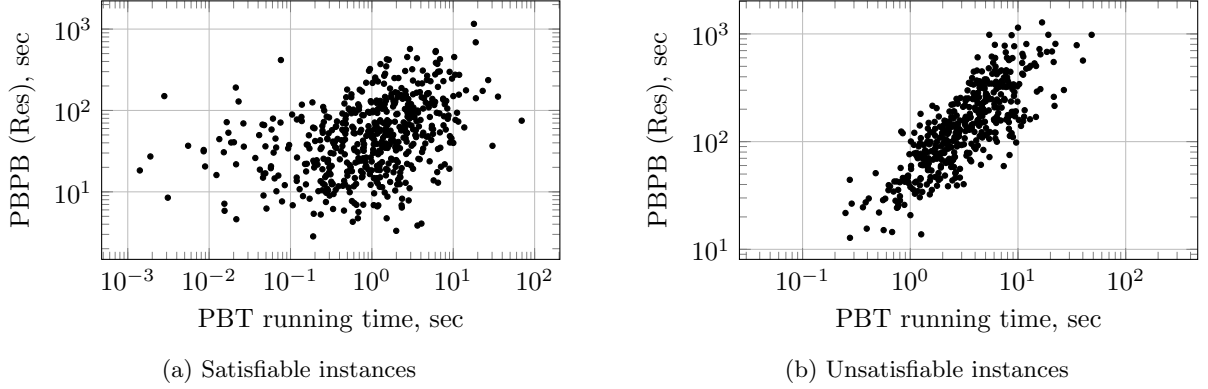 10³
10²
10¹
PBPB (Res), sec
10⁻³ 10⁻² 10⁻¹ 10⁰ 10¹ 10²
PBT running time, sec
(a) Satisfiable instances
10³
10²
10¹
PBPB (Res), sec
10⁻¹ 10⁰ 10¹ 10²
PBT running time, sec
(b) Unsatisfiable instances